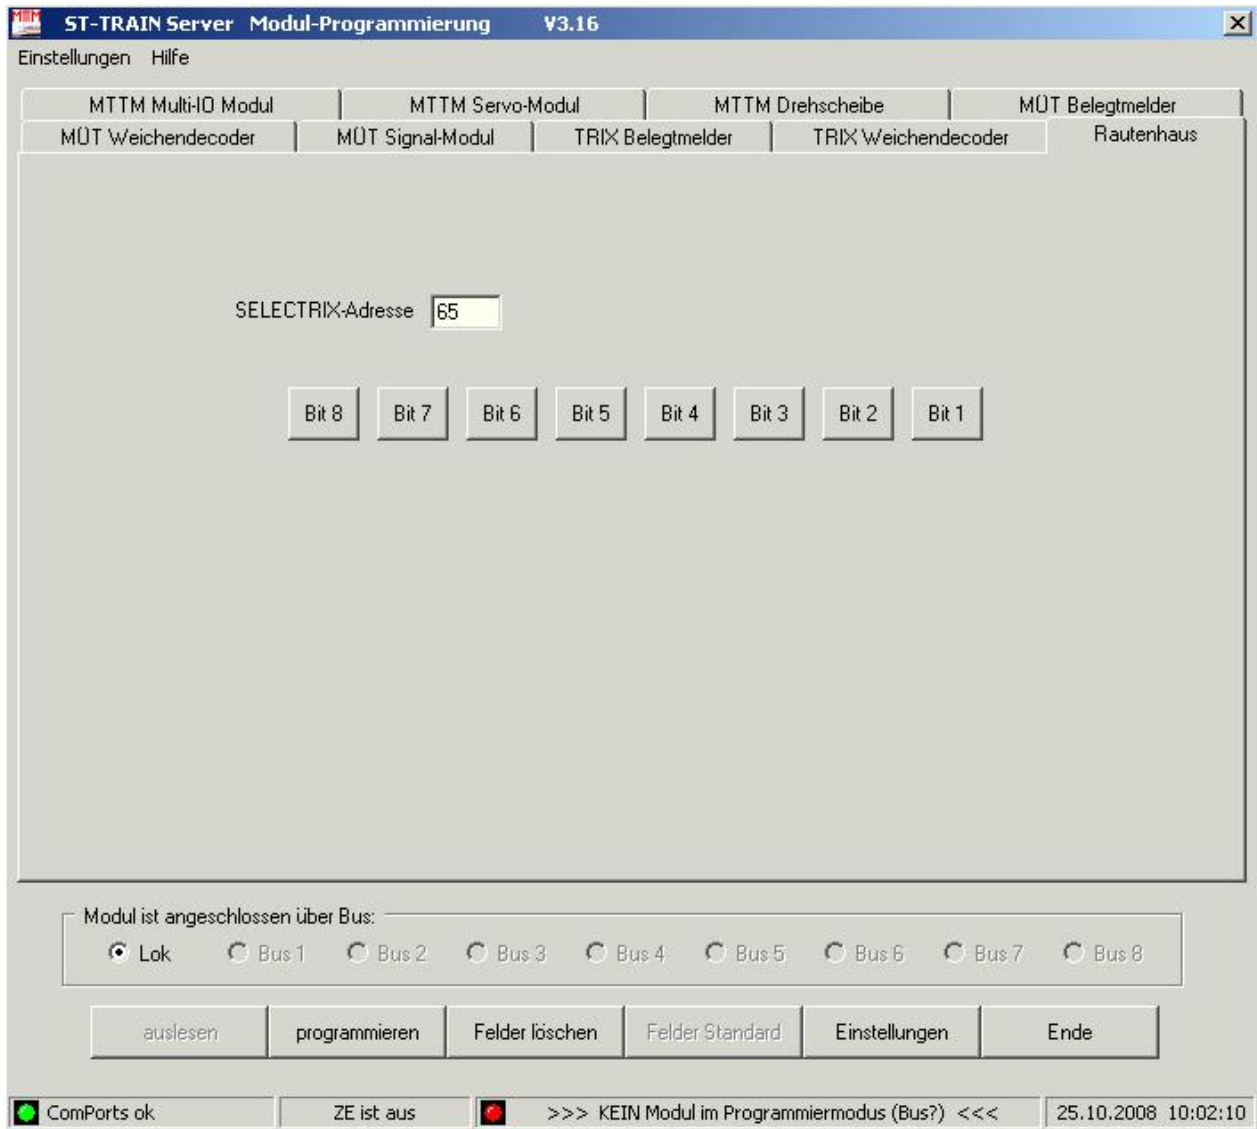 MTTM ST-TRAIN Server Modul-Programmierung V3.16
Einstellungen Hilfe
MTTM Multi-IO Modul MTTM Servo-Modul MTTM Drehscheibe MÜT Belegtmelder
MÜT Weichendecoder MÜT Signal-Modul TRIX Belegtmelder TRIX Weichendecoder Rautenhaus
SELECTRIX-Adresse 65
Bit 8 Bit 7 Bit 6 Bit 5 Bit 4 Bit 3 Bit 2 Bit 1
Modul ist angeschlossen über Bus:
Lok Bus 1 Bus 2 Bus 3 Bus 4 Bus 5 Bus 6 Bus 7 Bus 8
auslesen programmieren Felder löschen Felder Standard Einstellungen Ende
ComPorts ok ZE ist aus >>> KEIN Modul im Programmiermodus (Bus?) <<< 25.10.2008 10:02:10